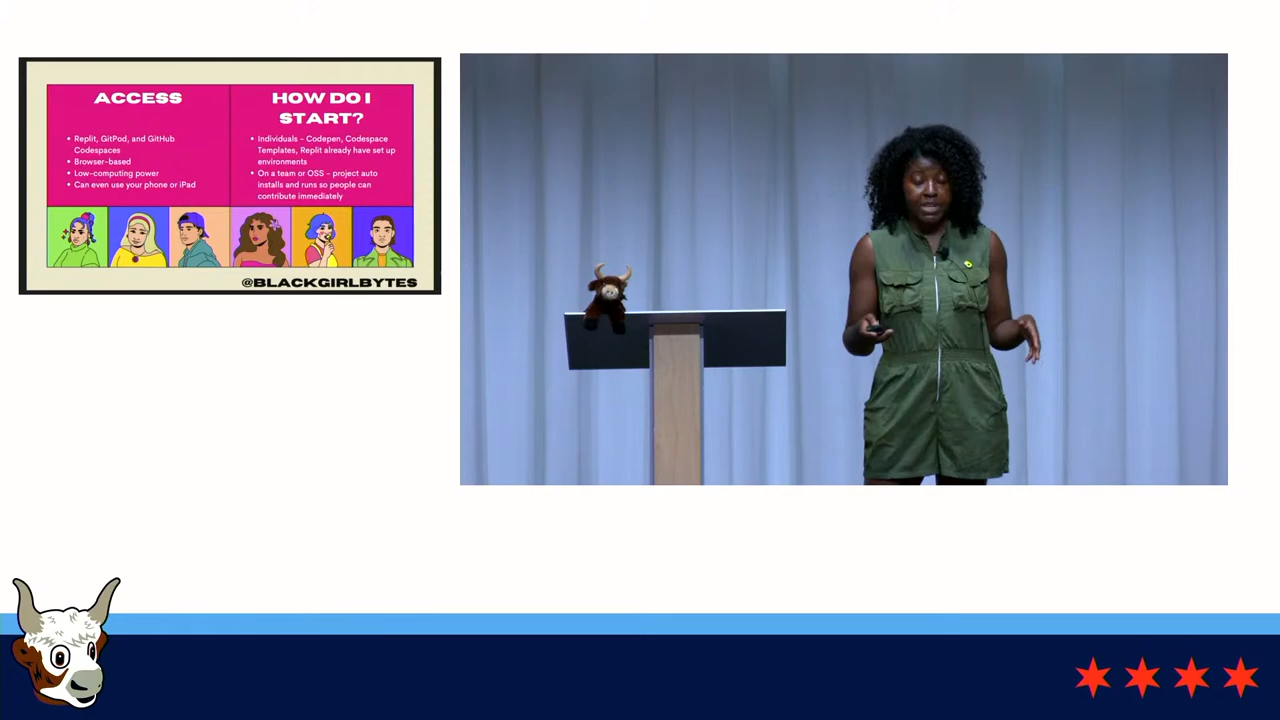 ACCESS
• Replit, GitPod, and GitHub
Codespaces
• Browser-based
• Low-computing power
• Can even use your phone or iPad
HOW DO I
START?
• Individuals - Codepen, Codespace
Templates, Replit already have set up
environments
• On a team or OSS - project auto
installs and runs so people can
contribute immediately
@BLACKGIRLBYTES